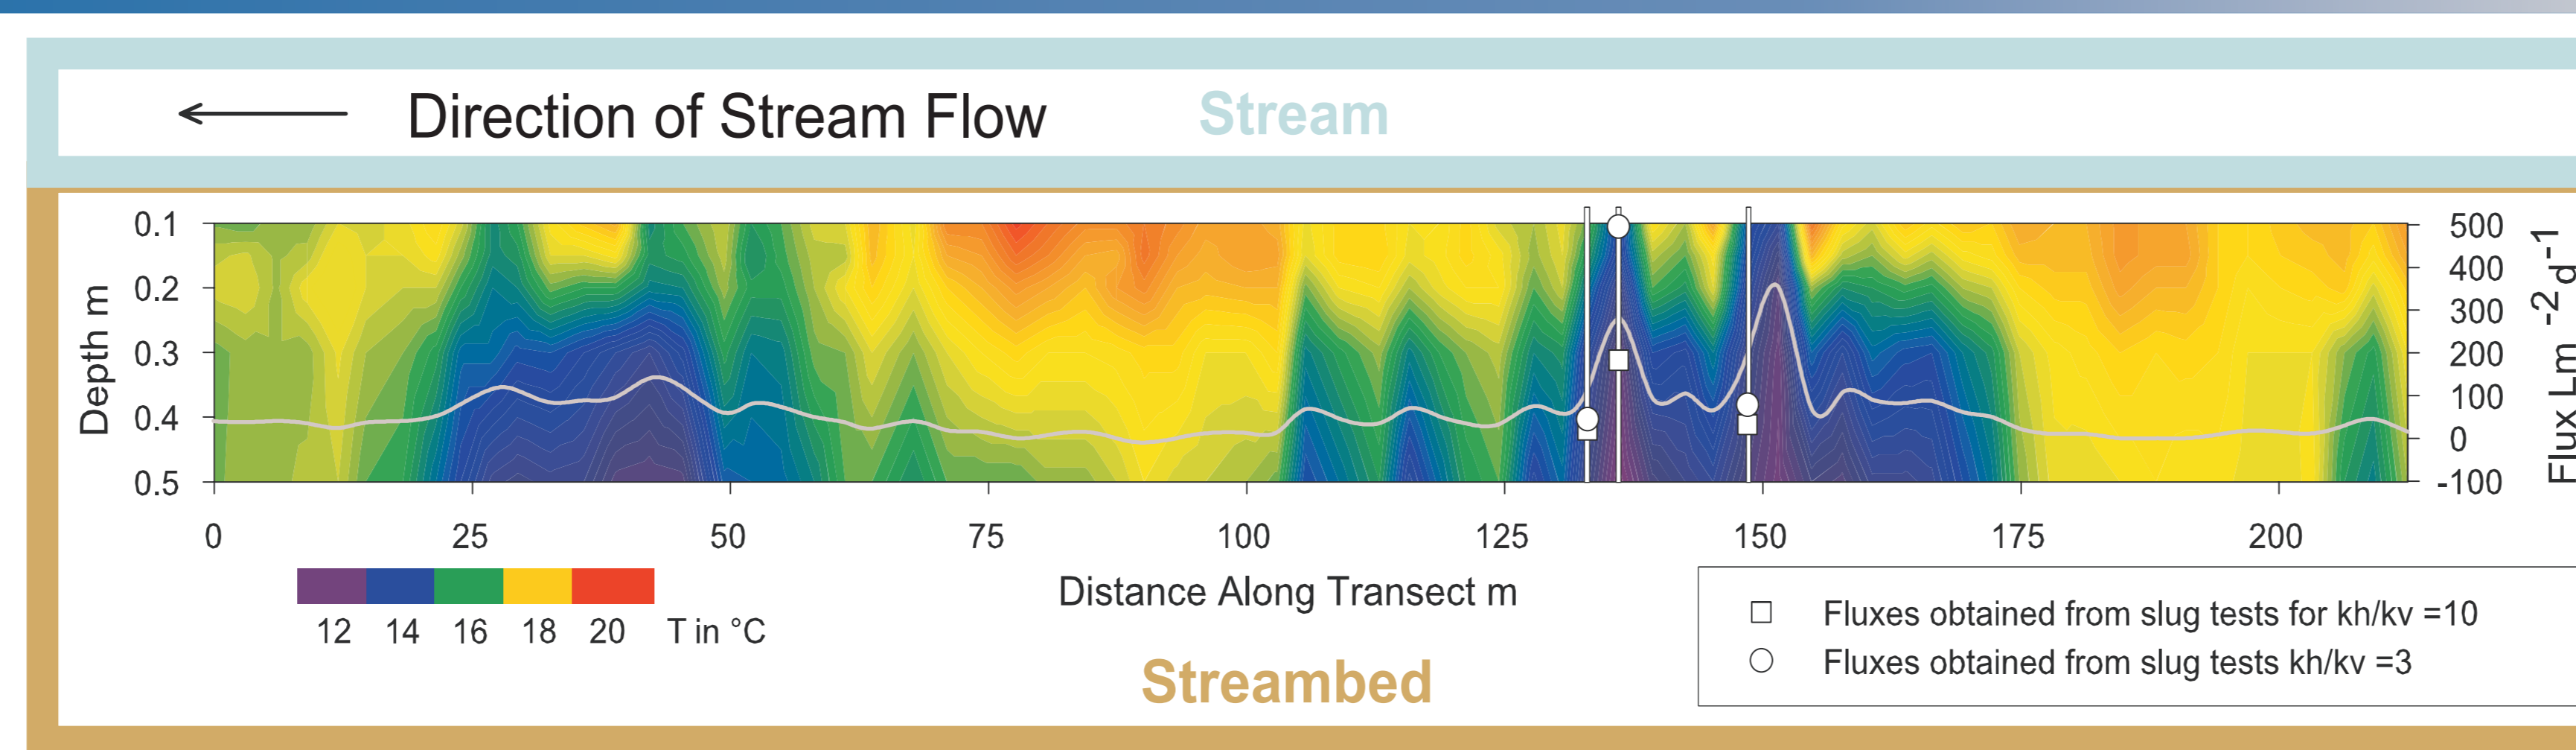 Direction of Stream Flow
Stream
Depth m
0.1
0.2
0.3
0.4
0.5
500
400
300
200
100
0
-100
Flux Lm -2 d -1
0 25 50 75 100 125 150 175 200
Distance Along Transect m
12 14 16 18 20 T in °C
Fluxes obtained from slug tests for kh/kv =10
Fluxes obtained from slug tests kh/kv =3
Streambed